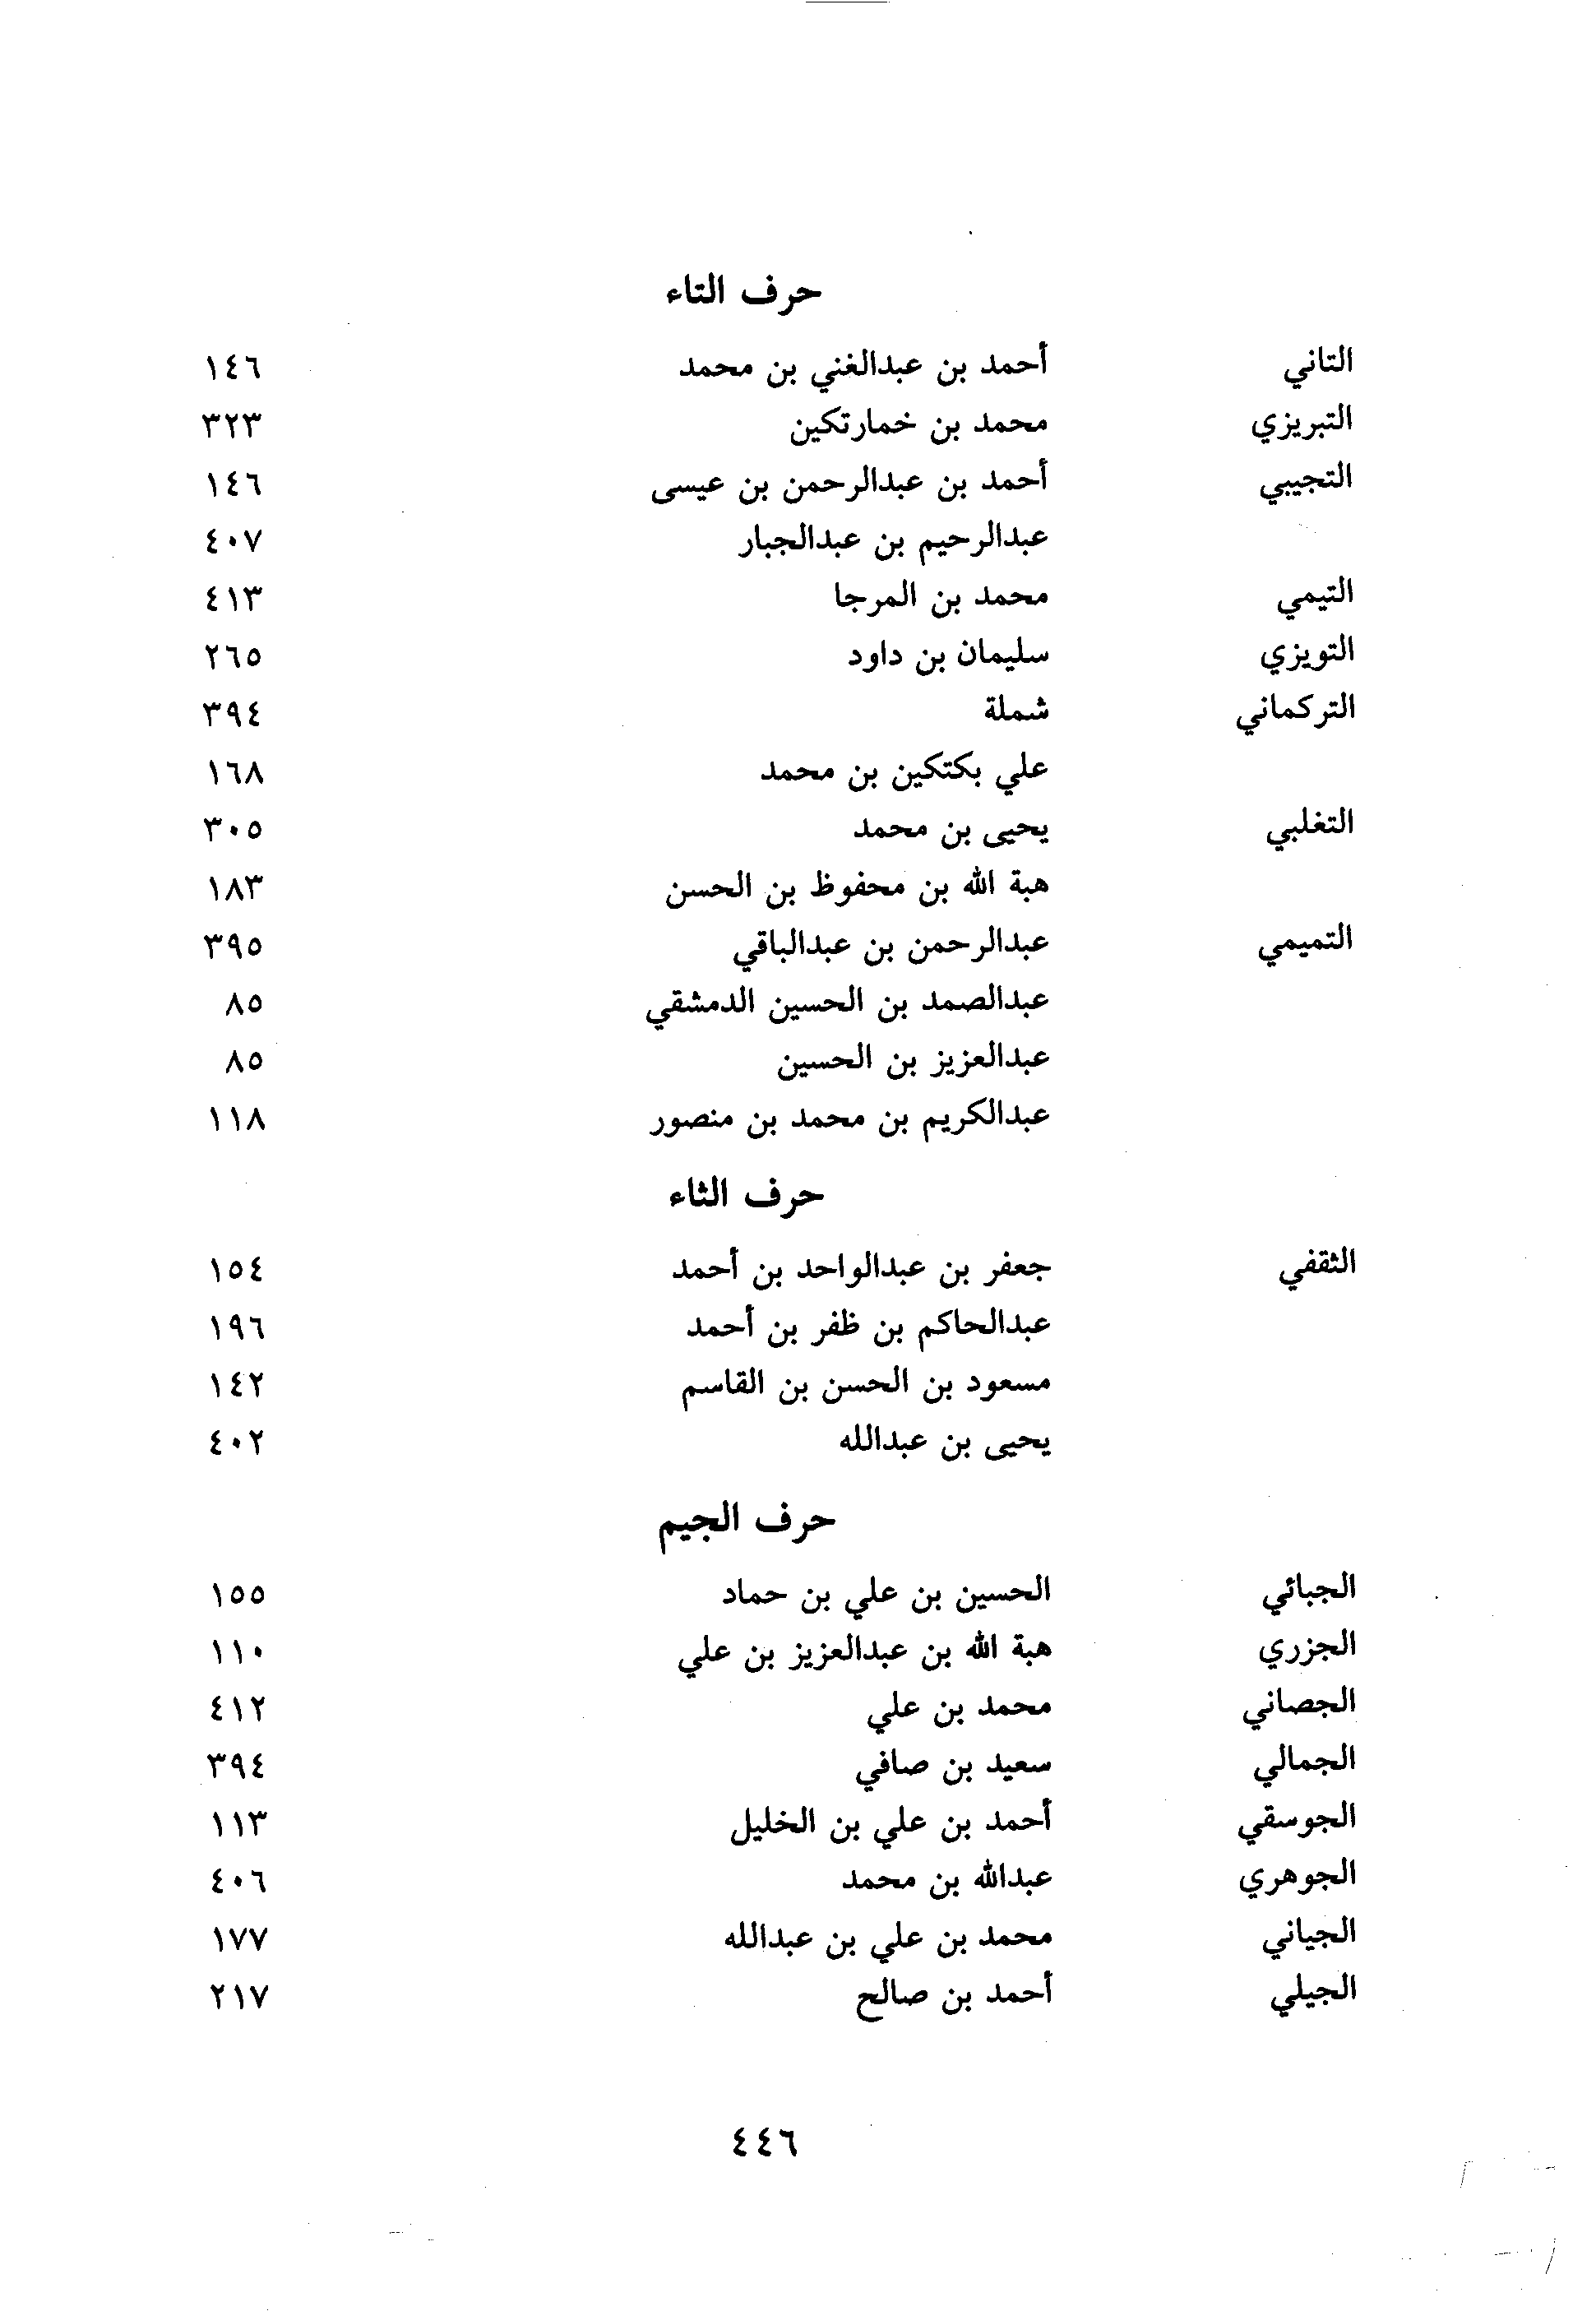 حرف التاء
التاني أحمد بن عبدالغني بن محمد ١٤٦
التبريزي محمد بن خمارتكين ٣٢٣
التجيبي أحمد بن عبدالرحمن بن عيسى ١٤٦
عبدالرحيم بن عبدالجبار ٤٠٧
التيمي محمد بن المرجا ٤١٣
التويزي سليمان بن داود ٢٦٥
التركماني شملة ٣٩٤
علي بكتكين بن محمد ١٦٨
التغلبي يحيى بن محمد ٣٠٥
هبة الله بن محفوظ بن الحسن ١٨٣
التميمي عبدالرحمن بن عبدالباقي ٣٩٥
عبدالصمد بن الحسين الدمشقي ٨٥
عبدالعزيز بن الحسين ٨٥
عبدالكريم بن محمد بن منصور ١١٨
حرف الثاء
الثقفي جعفر بن عبدالواحد بن أحمد ١٥٤
عبدالحاكم بن ظفر بن أحمد ١٩٦
مسعود بن الحسن بن القاسم ١٤٢
يحيى بن عبدالله ٤٠٢
حرف الجيم
الجبائي الحسين بن علي بن حماد ١٥٥
الجزري هبة الله بن عبدالعزيز بن علي ١١٠
الجصاني محمد بن علي ٤١٢
الجمالي سعيد بن صافي ٣٩٤
الجوسقي أحمد بن علي بن الخليل ١١٣
الجوهري عبدالله بن محمد ٤٠٦
الجياني محمد بن علي بن عبدالله ١٧٧
الجيلي أحمد بن صالح ٢١٧
٤٤٦